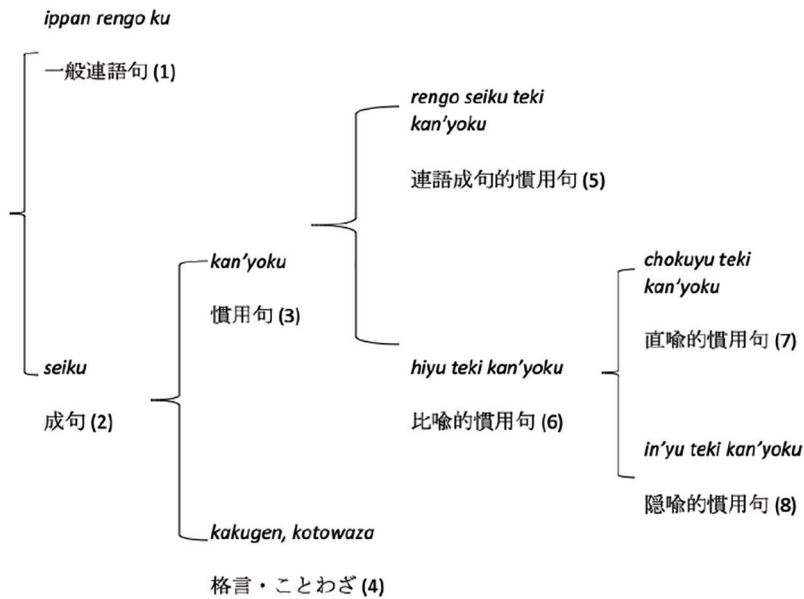 ippan rengo ku
一般連語句 (1)
seiku
成句 (2)
kan'yoku
慣用句 (3)
kakugen, kotowaza
格言・ことわざ (4)
rengo seiku teki
kan'yoku
連語成句的慣用句 (5)
hiyu teki kan'yoku
比喩的慣用句 (6)
chokuyu teki
kan'yoku
直喩的慣用句 (7)
in'yu teki kan'yoku
隠喩的慣用句 (8)